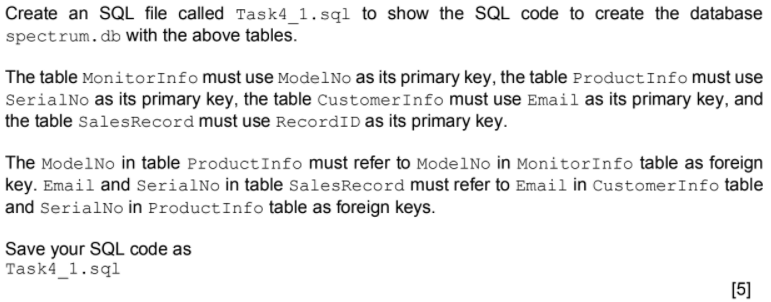 Create an SQL file called Task4_1.sql to show the SQL code to create the database
spectrum.db with the above tables.
The table MonitorInfo must use ModelNo as its primary key, the table ProductInfo must use
SerialNo as its primary key, the table CustomerInfo must use Email as its primary key, and
the table SalesRecord must use RecordID as its primary key.
The ModelNo in table ProductInfo must refer to ModelNo in MonitorInfo table as foreign
key. Email and SerialNo in table SalesRecord must refer to Email in CustomerInfo table
and SerialNo in ProductInfo table as foreign keys.
Save your SQL code as
Task4_1.sql
[5]